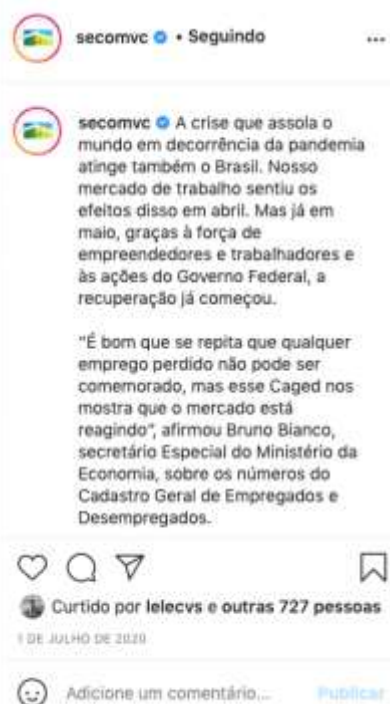 secomvc • Seguindo
secomvc A crise que assola o
mundo em decorrência da pandemia
atinge também o Brasil. Nosso
mercado de trabalho sentiu os
efeitos disso em abril. Mas já em
maio, graças à força de
empreendedores e trabalhadores e
às ações do Governo Federal, a
recuperação já começou.
"É bom que se repita que qualquer
emprego perdido não pode ser
comemorado, mas esse Caged nos
mostra que o mercado está
reagindo", afirmou Bruno Bianco,
secretário Especial do Ministério da
Economia, sobre os números do
Cadastro Geral de Empregados e
Desempregados.
Curtido por lelecvs e outras 727 pessoas
1 DE JULHO DE 2020
Adicione um comentário... Publicar